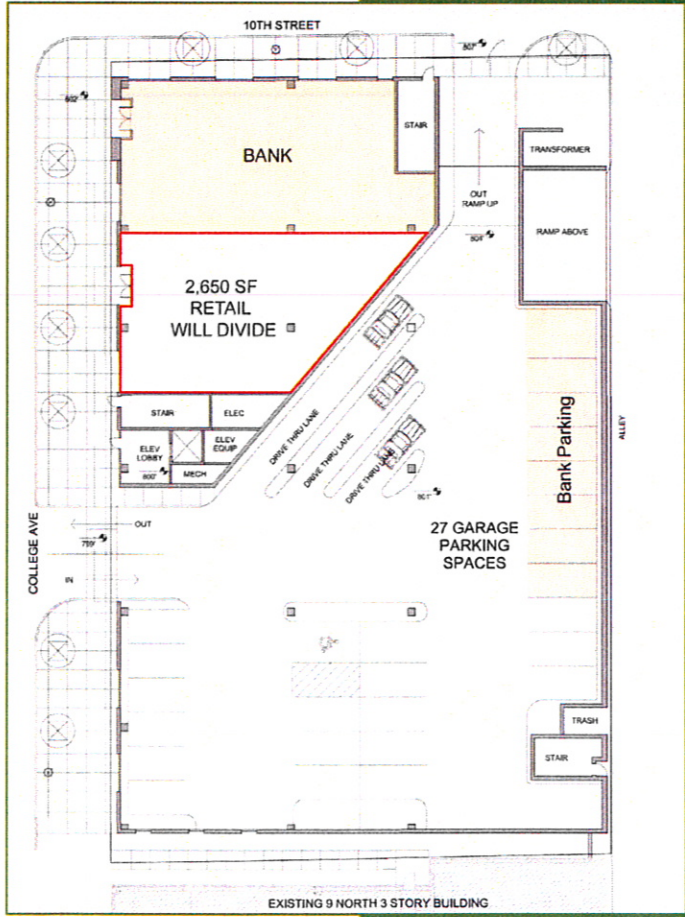 10TH STREET
807'
802'
STAIR
BANK
TRANSFORMER
OUT
RAMP UP
RAMP ABOVE
804'
2,650 SF
RETAIL
WILL DIVIDE
STAIR
ELEC
ELEV
LOBBY
ELEV
EQUIP
MECH
800'
DRIVE THRU LANE
DRIVE THRU LANE
DRIVE THRU LANE
801'
Bank Parking
ALLEY
COLLEGE AVE
OUT
799'
IN
27 GARAGE
PARKING
SPACES
TRASH
STAIR
EXISTING 9 NORTH 3 STORY BUILDING